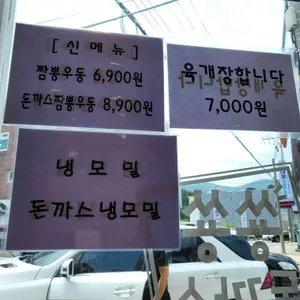 [신메뉴]
짬뽕우동 6,900원
돈까스짬뽕우동 8,900원
육개장합니다
7,000원
냉모밀
돈까스냉모밀